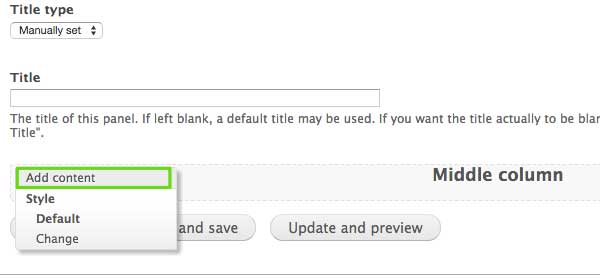 Title type
Manually set
Title
The title of this panel. If left blank, a default title may be used. If you want the title actually to be blan
Title".
Add content
Middle column
Style
Default
and save
Update and preview
Change